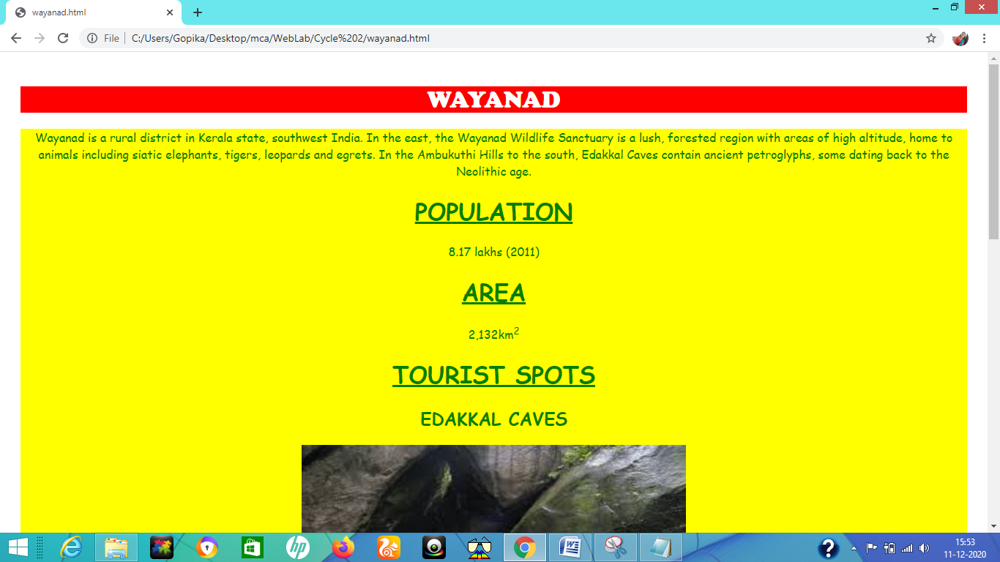 wayanad.html
File
C:/Users/Gopika/Desktop/mca/WebLab/Cycle%202/wayanad.html
WAYANAD
Wayanad is a rural district in Kerala state, southwest India. In the east, the Wayanad Wildlife Sanctuary is a lush, forested region with areas of high altitude, home to
animals including siatic elephants, tigers, leopards and egrets. In the Ambukuthi Hills to the south, Edakkal Caves contain ancient petroglyphs, some dating back to the
Neolithic age.
POPULATION
8.17 lakhs (2011)
AREA
2,132km²
TOURIST SPOTS
EDAKKAL CAVES
15:53
11-12-2020